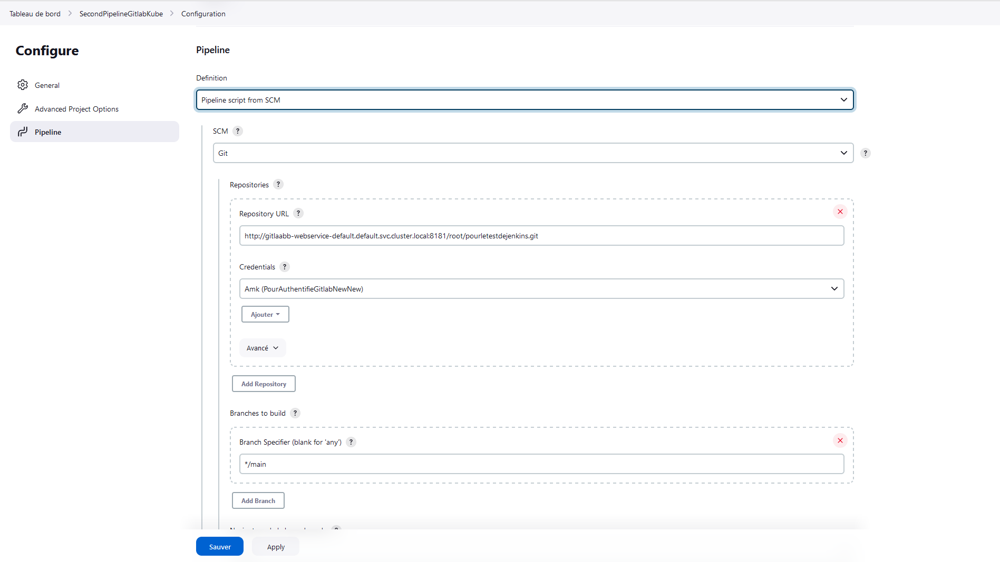 Tableau de bord > SecondPipelineGitlabKube > Configuration
Configure
General
Advanced Project Options
Pipeline
Pipeline
Definition
Pipeline script from SCM
SCM ?
Git
?
Repositories ?
Repository URL ?
http://gitlaabb-webservice-default.default.svc.cluster.local:8181/root/pourletestdejenkins.git
Credentials ?
Amk (PourAuthentifieGitlabNewNew)
Ajouter
Avancé
Add Repository
Branches to build ?
Branch Specifier (blank for 'any') ?
*/main
Add Branch
Sauver
Apply